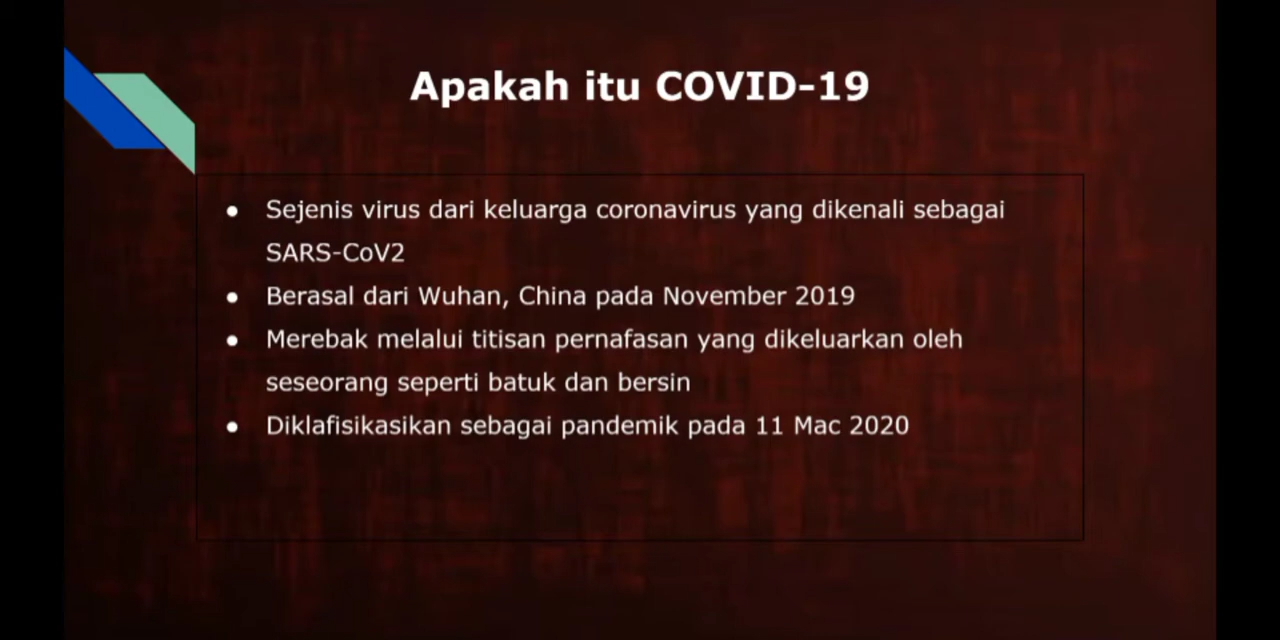 Apakah itu COVID-19
● Sejenis virus dari keluarga coronavirus yang dikenali sebagai
SARS-CoV2
● Berasal dari Wuhan, China pada November 2019
● Merebak melalui titisan pernafasan yang dikeluarkan oleh
seseorang seperti batuk dan bersin
● Diklafisikasikan sebagai pandemik pada 11 Mac 2020